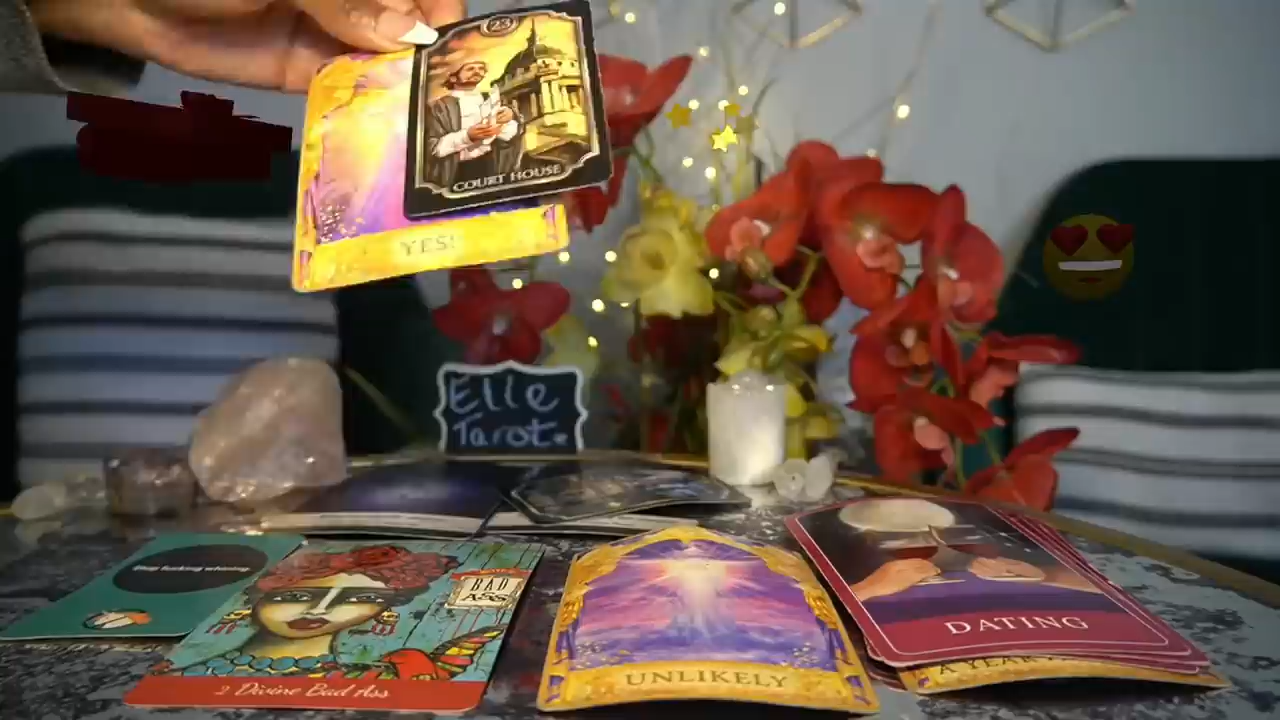 23
COURT HOUSE
YES!
Elle
Tarot.
Stop fucking whining.
BAD
ASS
2 Divine Bad Ass
UNLIKELY
DATING
A YEAR